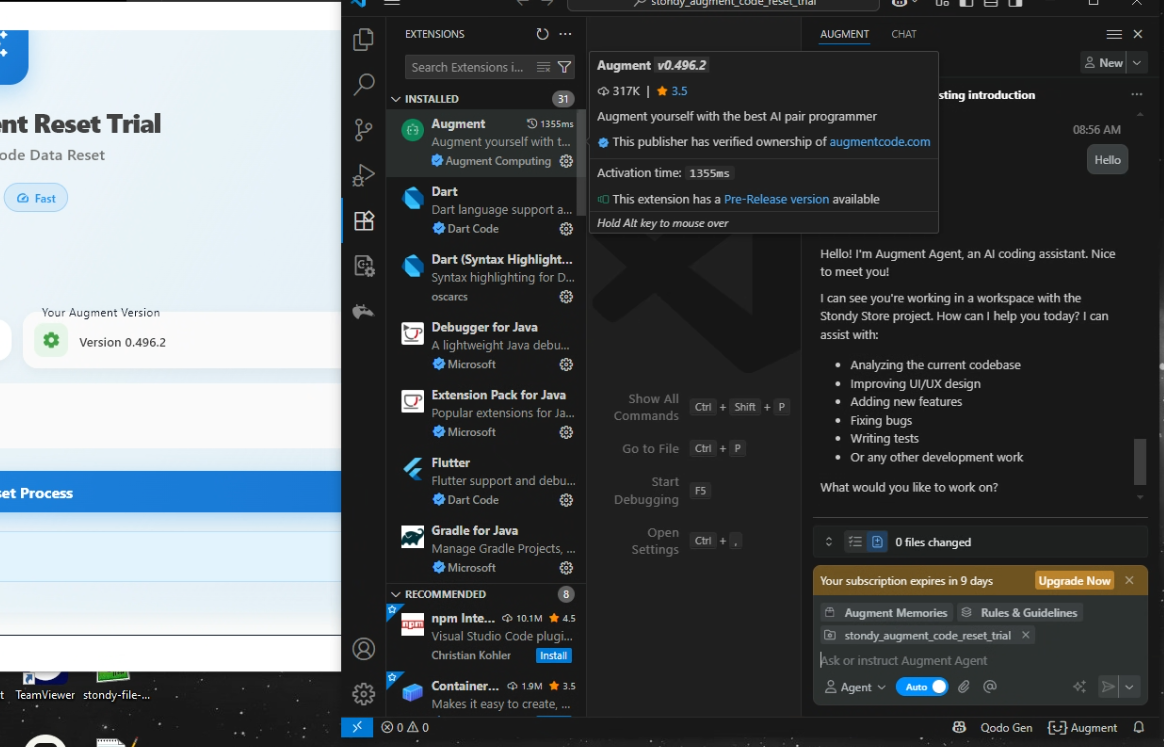 stondy_augment_code_reset_trial
nt Reset Trial
ode Data Reset
Fast
Your Augment Version
Version 0.496.2
set Process
TeamViewer
stondy-file-...
EXTENSIONS
Search Extensions i...
INSTALLED
31
Augment
1355ms
Augment yourself with t...
Augment Computing
Dart
Dart language support a...
Dart Code
Dart (Syntax Highlight...
Syntax highlighting for D...
oscarcs
Debugger for Java
A lightweight Java debu...
Microsoft
Extension Pack for Java
Popular extensions for Ja...
Microsoft
Flutter
Flutter support and debu...
Dart Code
Gradle for Java
Manage Gradle Projects, ...
Microsoft
RECOMMENDED
8
npm Inte...
10.1M
4.5
Visual Studio Code plugi...
Christian Kohler
Install
Container...
1.9M
3.5
Makes it easy to create, ...
Augment v0.496.2
317K | 3.5
Augment yourself with the best AI pair programmer
This publisher has verified ownership of augmentcode.com
Activation time: 1355ms
This extension has a Pre-Release version available
Hold Alt key to mouse over
Show All Commands
Ctrl + Shift + P
Go to File
Ctrl + P
Start Debugging
F5
Open Settings
Ctrl + ,
AUGMENT
CHAT
New
sting introduction
08:56 AM
Hello
Hello! I'm Augment Agent, an AI coding assistant. Nice
to meet you!
I can see you're working in a workspace with the
Stondy Store project. How can I help you today? I can
assist with:
• Analyzing the current codebase
• Improving UI/UX design
• Adding new features
• Fixing bugs
• Writing tests
• Or any other development work
What would you like to work on?
0 files changed
Your subscription expires in 9 days
Upgrade Now
Augment Memories
Rules & Guidelines
stondy_augment_code_reset_trial
Ask or instruct Augment Agent
Agent
Auto
0
0
Qodo Gen
Augment